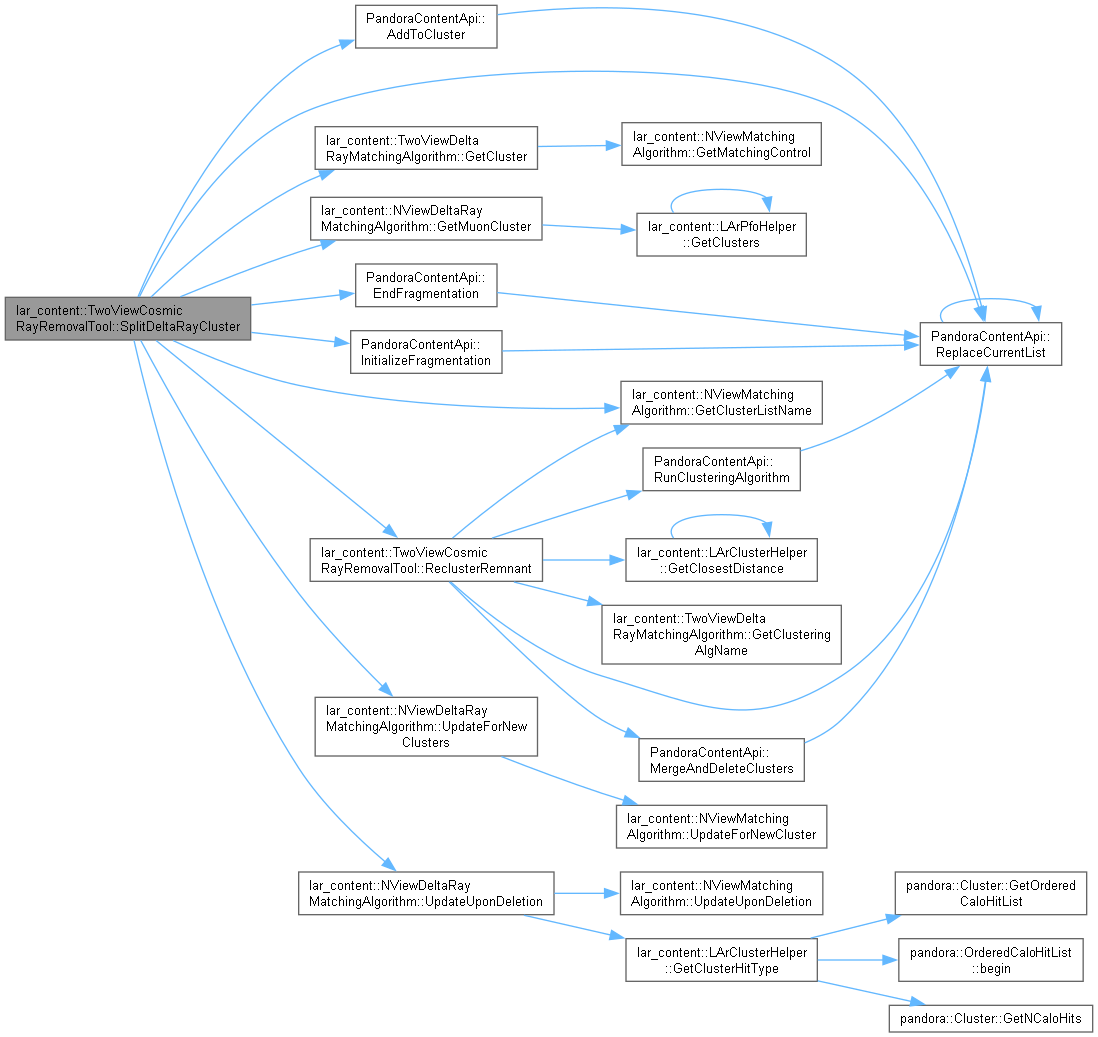 PandoraContentApi::
AddToCluster
lar_content::TwoViewDelta
RayMatchingAlgorithm::GetCluster
lar_content::NViewMatching
Algorithm::GetMatchingControl
lar_content::NViewDeltaRay
MatchingAlgorithm::GetMuonCluster
lar_content::LArPfoHelper
::GetClusters
PandoraContentApi::
EndFragmentation
lar_content::TwoViewCosmic
RayRemovalTool::SplitDeltaRayCluster
PandoraContentApi::
InitializeFragmentation
PandoraContentApi::
ReplaceCurrentList
lar_content::NViewMatching
Algorithm::GetClusterListName
PandoraContentApi::
RunClusteringAlgorithm
lar_content::TwoViewCosmic
RayRemovalTool::ReclusterRemnant
lar_content::LArClusterHelper
::GetClosestDistance
lar_content::TwoViewDelta
RayMatchingAlgorithm::GetClustering
AlgName
lar_content::NViewDeltaRay
MatchingAlgorithm::UpdateForNew
Clusters
PandoraContentApi::
MergeAndDeleteClusters
lar_content::NViewMatching
Algorithm::UpdateForNewCluster
lar_content::NViewDeltaRay
MatchingAlgorithm::UpdateUponDeletion
lar_content::NViewMatching
Algorithm::UpdateUponDeletion
pandora::Cluster::GetOrdered
CaloHitList
lar_content::LArClusterHelper
::GetClusterHitType
pandora::OrderedCaloHitList
::begin
pandora::Cluster::GetNCaloHits